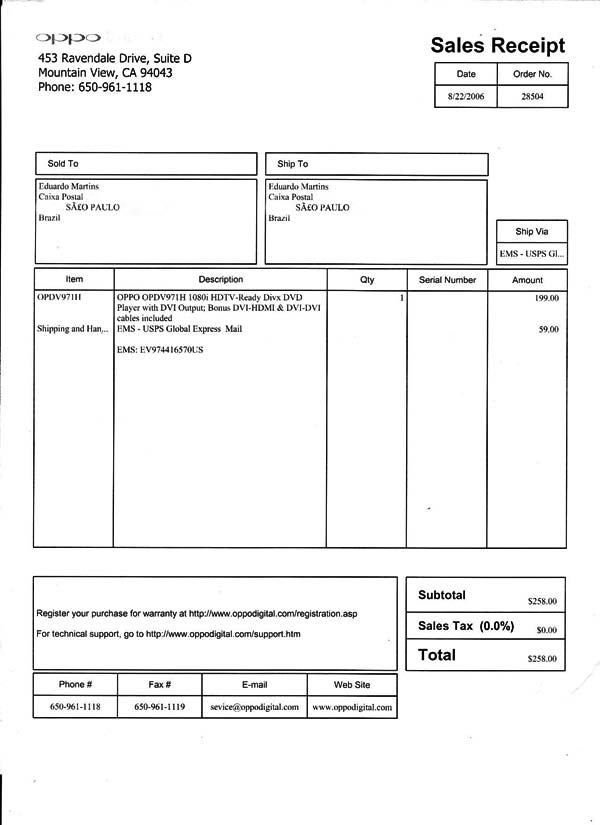 oppo
453 Ravendale Drive, Suite D
Mountain View, CA 94043
Phone: 650-961-1118
Sales Receipt
Date Order No.
8/22/2006 28504
Sold To
Eduardo Martins
Caixa Postal
SÃ£O PAULO
Brazil
Ship To
Eduardo Martins
Caixa Postal
SÃ£O PAULO
Brazil
Ship Via
EMS - USPS Gl...
Item Description Qty Serial Number Amount
OPDV971H OPPO OPDV971H 1080i HDTV-Ready Divx DVD 1 199.00
Player with DVI Output; Bonus DVI-HDMI & DVI-DVI
cables included
Shipping and Han,.. EMS - USPS Global Express Mail 59.00
EMS: EV974416570US
Register your purchase for warranty at http://www.oppodigital.com/registration.asp
For technical support, go to http://www.oppodigital.com/support.htm
Subtotal $258.00
Sales Tax (0.0%) $0.00
Total $258.00
Phone # Fax # E-mail Web Site
650-961-1118 650-961-1119 sevice@oppodigital.com www.oppodigital.com